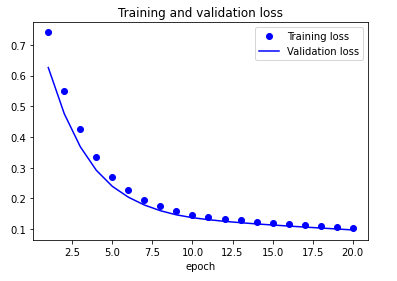 Training and validation loss
Training loss
Validation loss
0.7
0.6
0.5
0.4
0.3
0.2
0.1
2.5 5.0 7.5 10.0 12.5 15.0 17.5 20.0
epoch